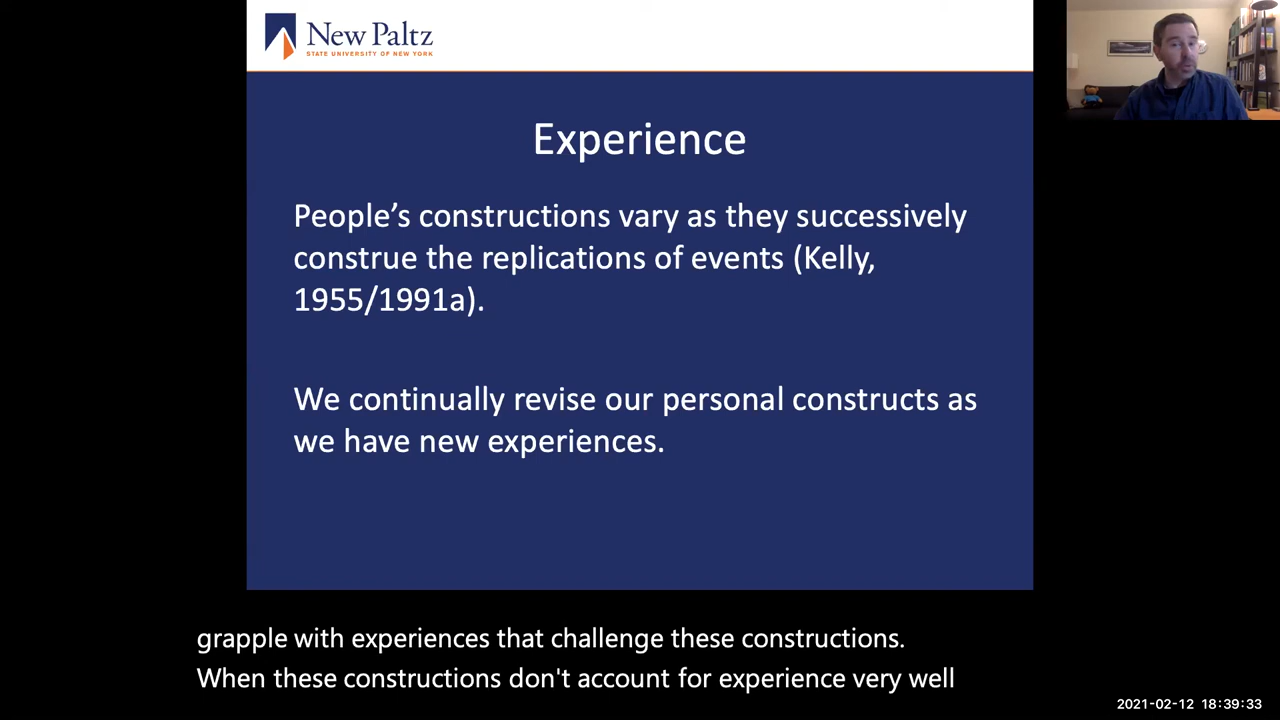 New Paltz
STATE UNIVERSITY OF NEW YORK
Experience
People’s constructions vary as they successively
construe the replications of events (Kelly,
1955/1991a).
We continually revise our personal constructs as
we have new experiences.
grapple with experiences that challenge these constructions.
When these constructions don't account for experience very well
2021-02-12 18:39:33